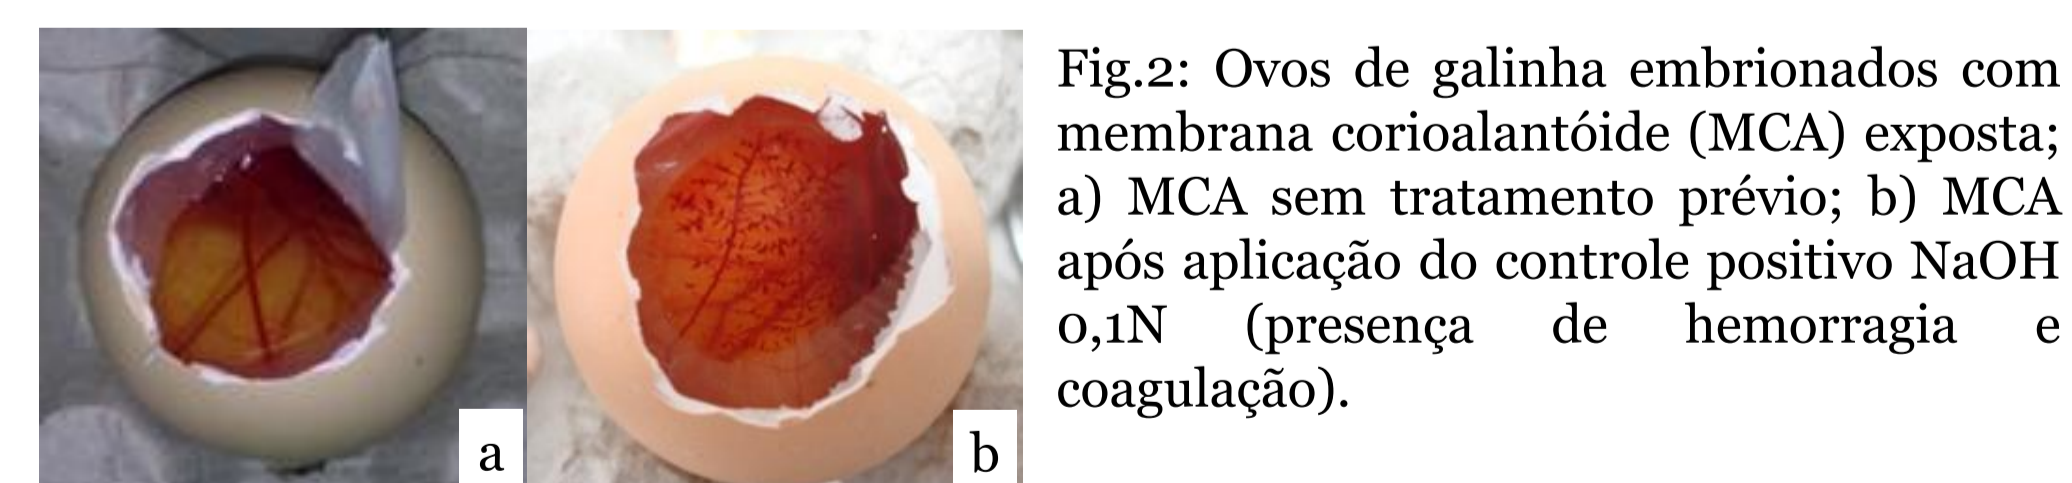 a
b
Fig.2: Ovos de galinha embrionados com
membrana corioalantóide (MCA) exposta;
a) MCA sem tratamento prévio; b) MCA
após aplicação do controle positivo NaOH
0,1N (presença de hemorragia e
coagulação).